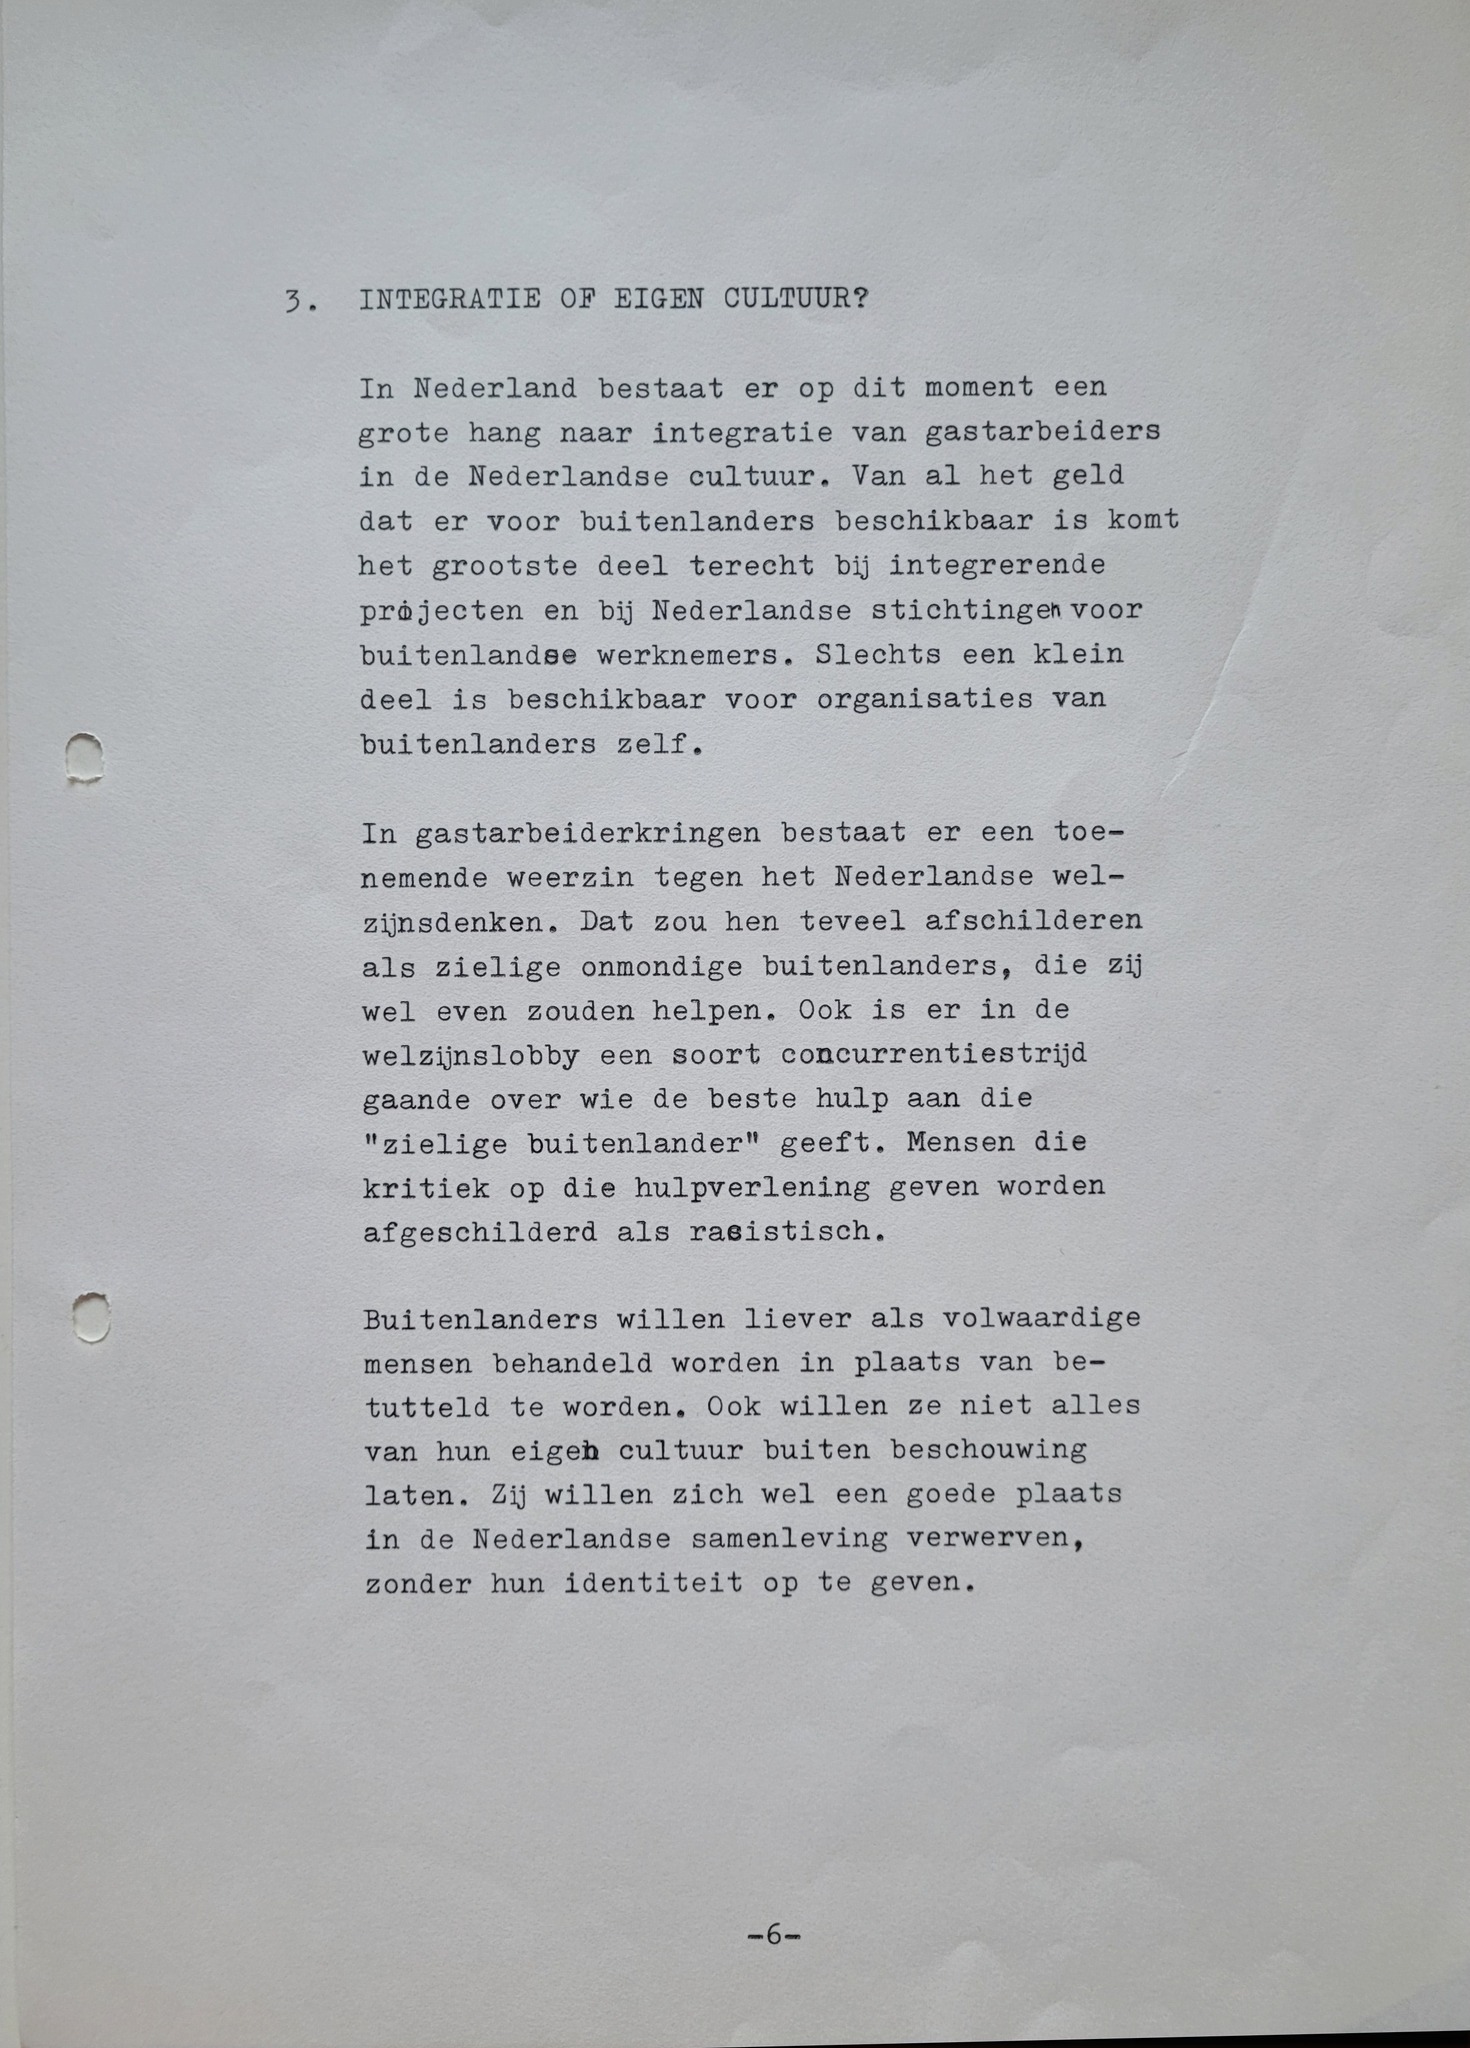 3. INTEGRATIE OF EIGEN CULTUUR?
In Nederland bestaat er op dit moment een
grote hang naar integratie van gastarbeiders
in de Nederlandse cultuur. Van al het geld
dat er voor buitenlanders beschikbaar is komt
het grootste deel terecht bij integrerende
projecten en bij Nederlandse stichtingen voor
buitenlandse werknemers. Slechts een klein
deel is beschikbaar voor organisaties van
buitenlanders zelf.
In gastarbeiderkringen bestaat er een toe-
nemende weerzin tegen het Nederlandse wel-
zijnsdenken. Dat zou hen teveel afschilderen
als zielige onmondige buitenlanders, die zij
wel even zouden helpen. Ook is er in de
welzijnslobby een soort concurrentiestrijd
gaande over wie de beste hulp aan die
"zielige buitenlander" geeft. Mensen die
kritiek op die hulpverlening geven worden
afgeschilderd als racistisch.
Buitenlanders willen liever als volwaardige
mensen behandeld worden in plaats van be-
tutteld te worden. Ook willen ze niet alles
van hun eigen cultuur buiten beschouwing
laten. Zij willen zich wel een goede plaats
in de Nederlandse samenleving verwerven,
zonder hun identiteit op te geven.
-6-